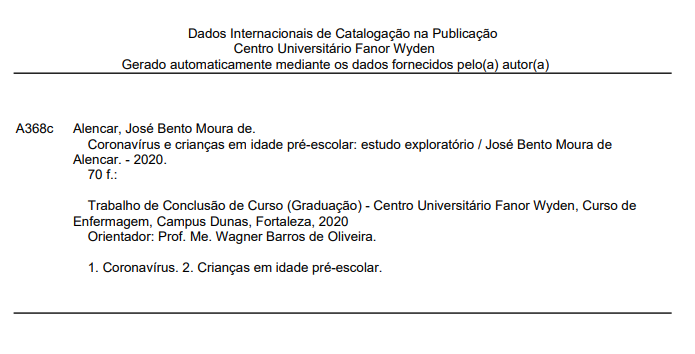 Dados Internacionais de Catalogação na Publicação
Centro Universitário Fanor Wyden
Gerado automaticamente mediante os dados fornecidos pelo(a) autor(a)
A368c Alencar, José Bento Moura de.
Coronavírus e crianças em idade pré-escolar: estudo exploratório / José Bento Moura de
Alencar. - 2020.
70 f.:
Trabalho de Conclusão de Curso (Graduação) - Centro Universitário Fanor Wyden, Curso de
Enfermagem, Campus Dunas, Fortaleza, 2020
Orientador: Prof. Me. Wagner Barros de Oliveira.
1. Coronavírus. 2. Crianças em idade pré-escolar.